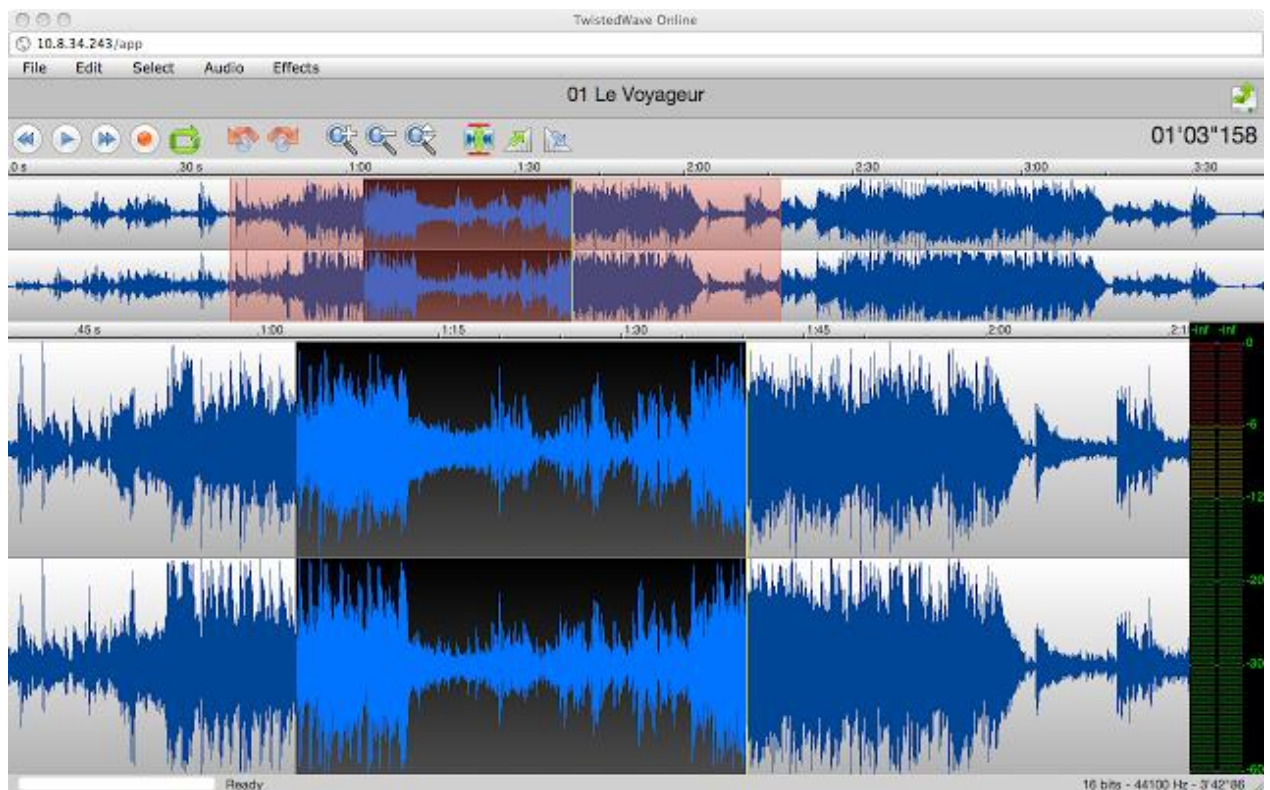 TwistedWave Online
10.8.34.243/app
File Edit Select Audio Effects
01 Le Voyageur
01'03"158
0 s 30 s 1:00 1:30 2:00 2:30 3:00 3:30
45 s 1:00 1:15 1:30 1:45 2:00 2:1 -inf -inf
0
-6
-12
-20
-30
-60
Ready 16 bits - 44100 Hz - 3'42"86